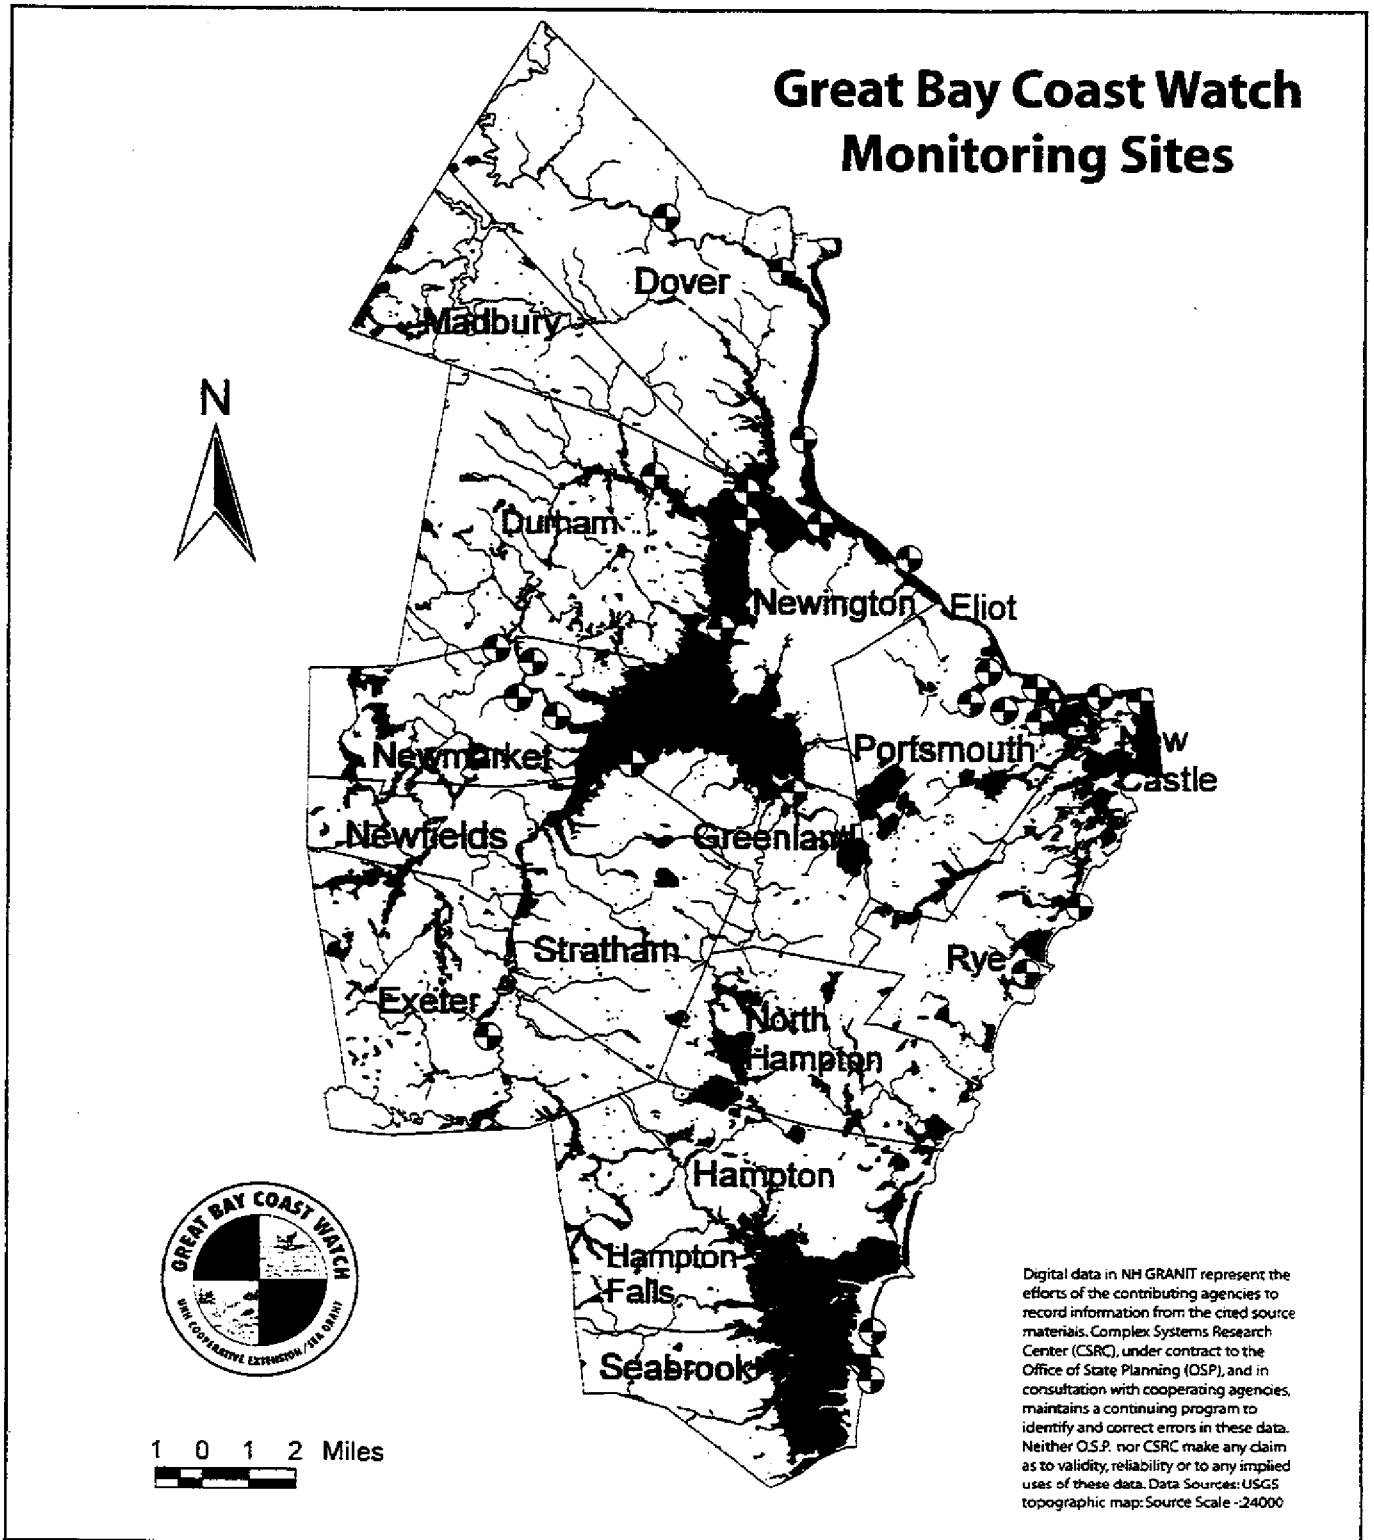 Great Bay Coast Watch
Monitoring Sites
Dover
Madbury
N
Durham
Newington
Eliot
Portsmouth
New
Castle
Newmarket
Newfields
Greenland
Stratham
Rye
Exeter
North
Hampton
Hampton
Hampton
Falls
Seabrook
GREAT BAY COAST WATCH
UNH COOPERATIVE EXTENSION / SEA GRANT
1 0 1 2 Miles
Digital data in NH GRANIT represent the
efforts of the contributing agencies to
record information from the cited source
materials. Complex Systems Research
Center (CSRC), under contract to the
Office of State Planning (OSP), and in
consultation with cooperating agencies,
maintains a continuing program to
identify and correct errors in these data.
Neither O.S.P. nor CSRC make any claim
as to validity, reliability or to any implied
uses of these data. Data Sources: USGS
topographic map: Source Scale -:24000